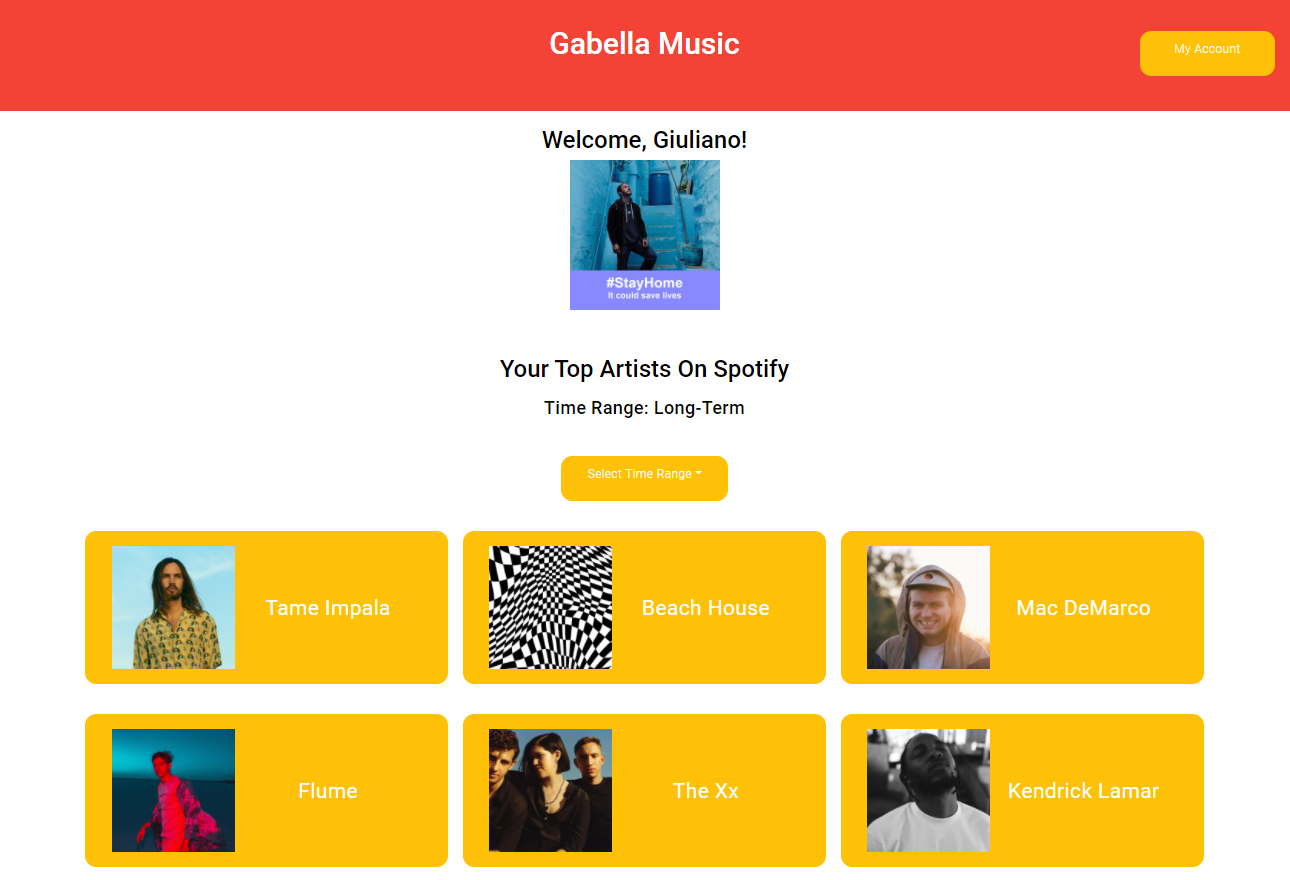 Gabella Music
My Account
Welcome, Giuliano!
#StayHome
It could save lives
Your Top Artists On Spotify
Time Range: Long-Term
Select Time Range
Tame Impala
Beach House
Mac DeMarco
Flume
The Xx
Kendrick Lamar